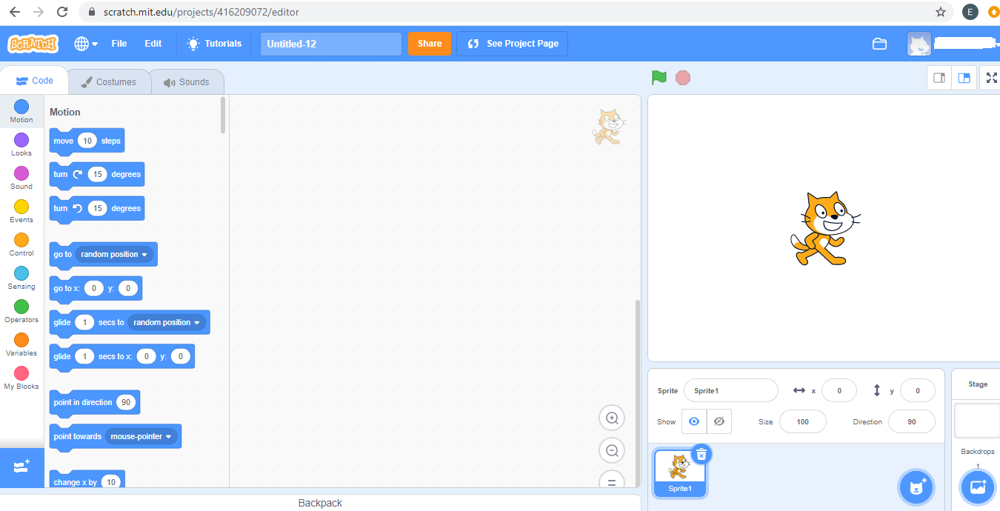 scratch.mit.edu/projects/416209072/editor
E
SCRATCH
File
Edit
Tutorials
Untitled-12
Share
See Project Page
Code
Costumes
Sounds
Motion
Looks
Sound
Events
Control
Sensing
Operators
Variables
My Blocks
Motion
move 10 steps
turn 15 degrees
turn 15 degrees
go to random position
go to x: 0 y: 0
glide 1 secs to random position
glide 1 secs to x: 0 y: 0
point in direction 90
point towards mouse-pointer
change x by 10
Backpack
Sprite Sprite1 x 0 y 0
Show Size 100 Direction 90
Sprite1
Stage
Backdrops
1